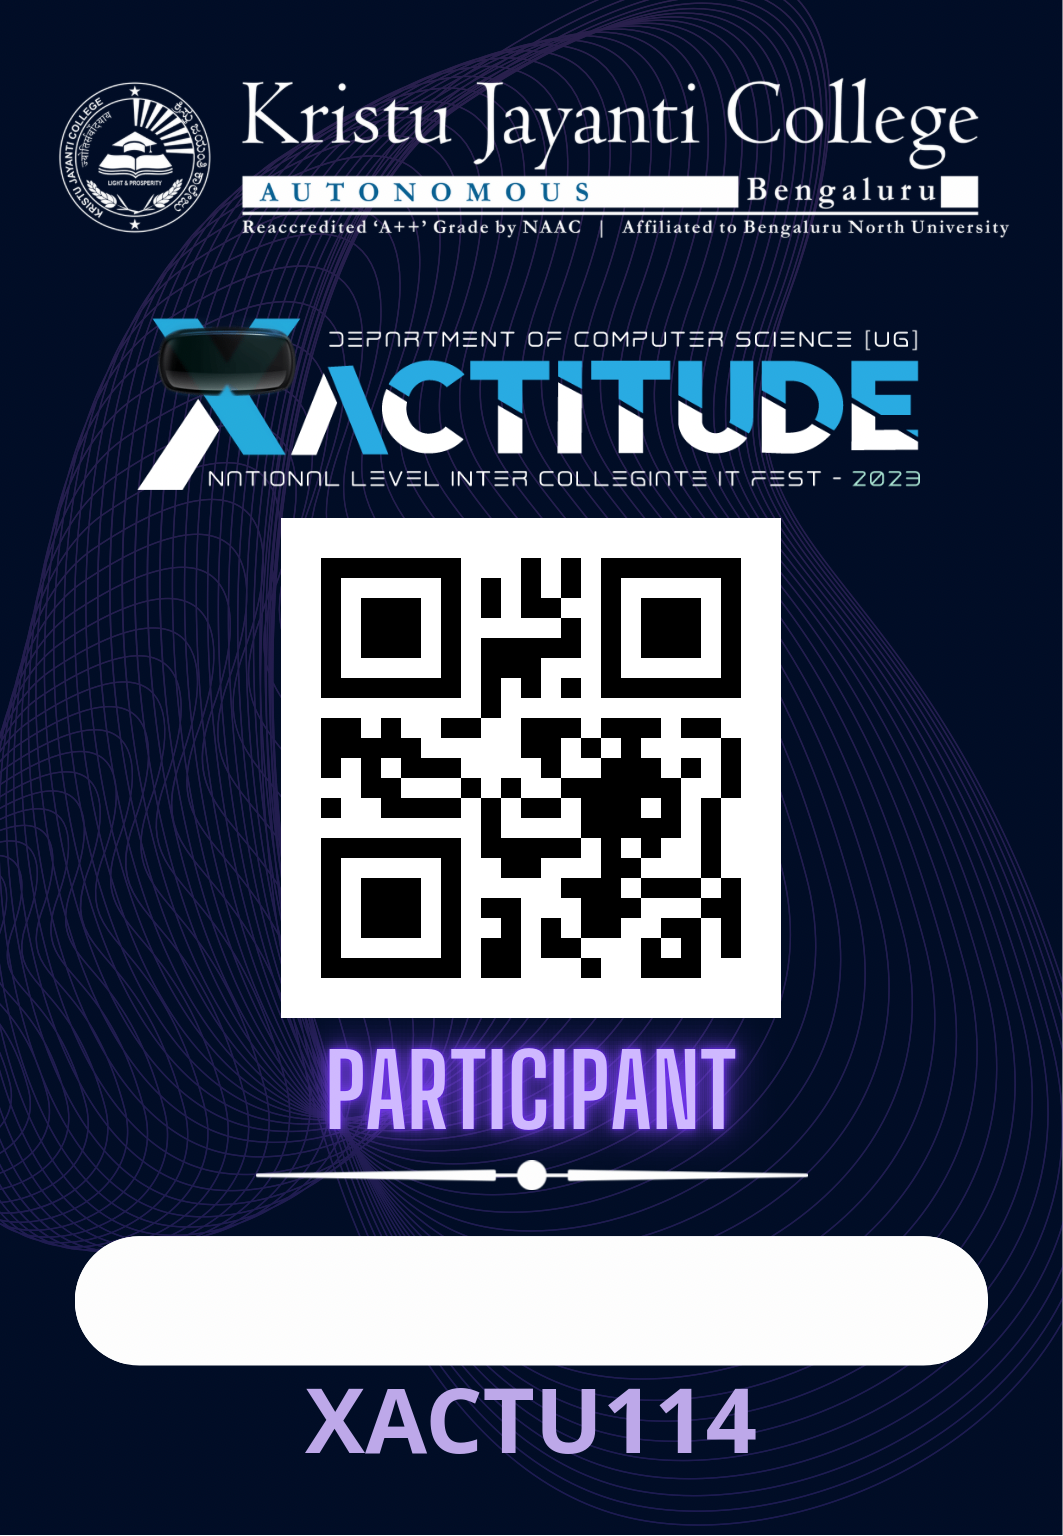 Kristu Jayanti College
AUTONOMOUS Bengaluru
Reaccredited ‘A++’ Grade by NAAC | Affiliated to Bengaluru North University
KRISTU JAYANTI COLLEGE
LIGHT & PROSPERITY
DEPARTMENT OF COMPUTER SCIENCE [UG]
XACTITUDE
NATIONAL LEVEL INTER COLLEGIATE IT FEST - 2023
PARTICIPANT
XACTU114